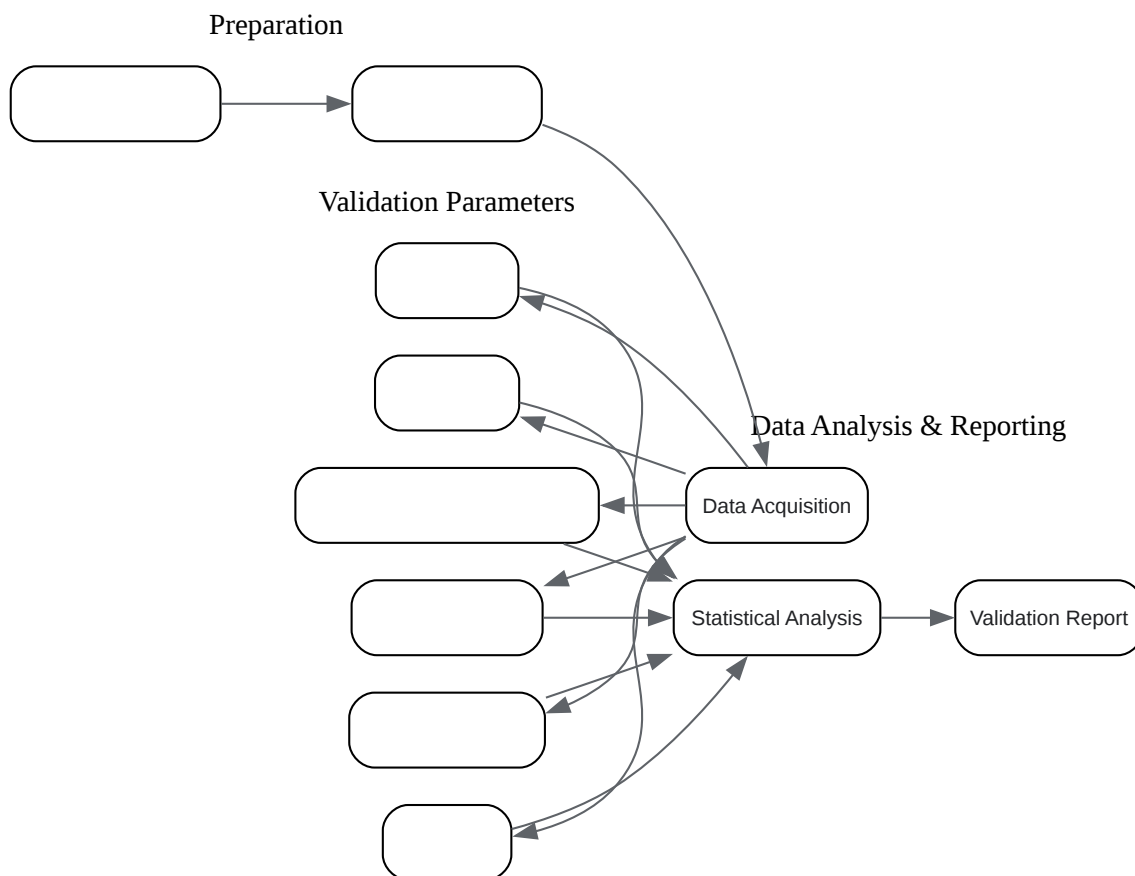 Preparation
Validation Parameters
Data Analysis & Reporting
Data Acquisition
Statistical Analysis
Validation Report